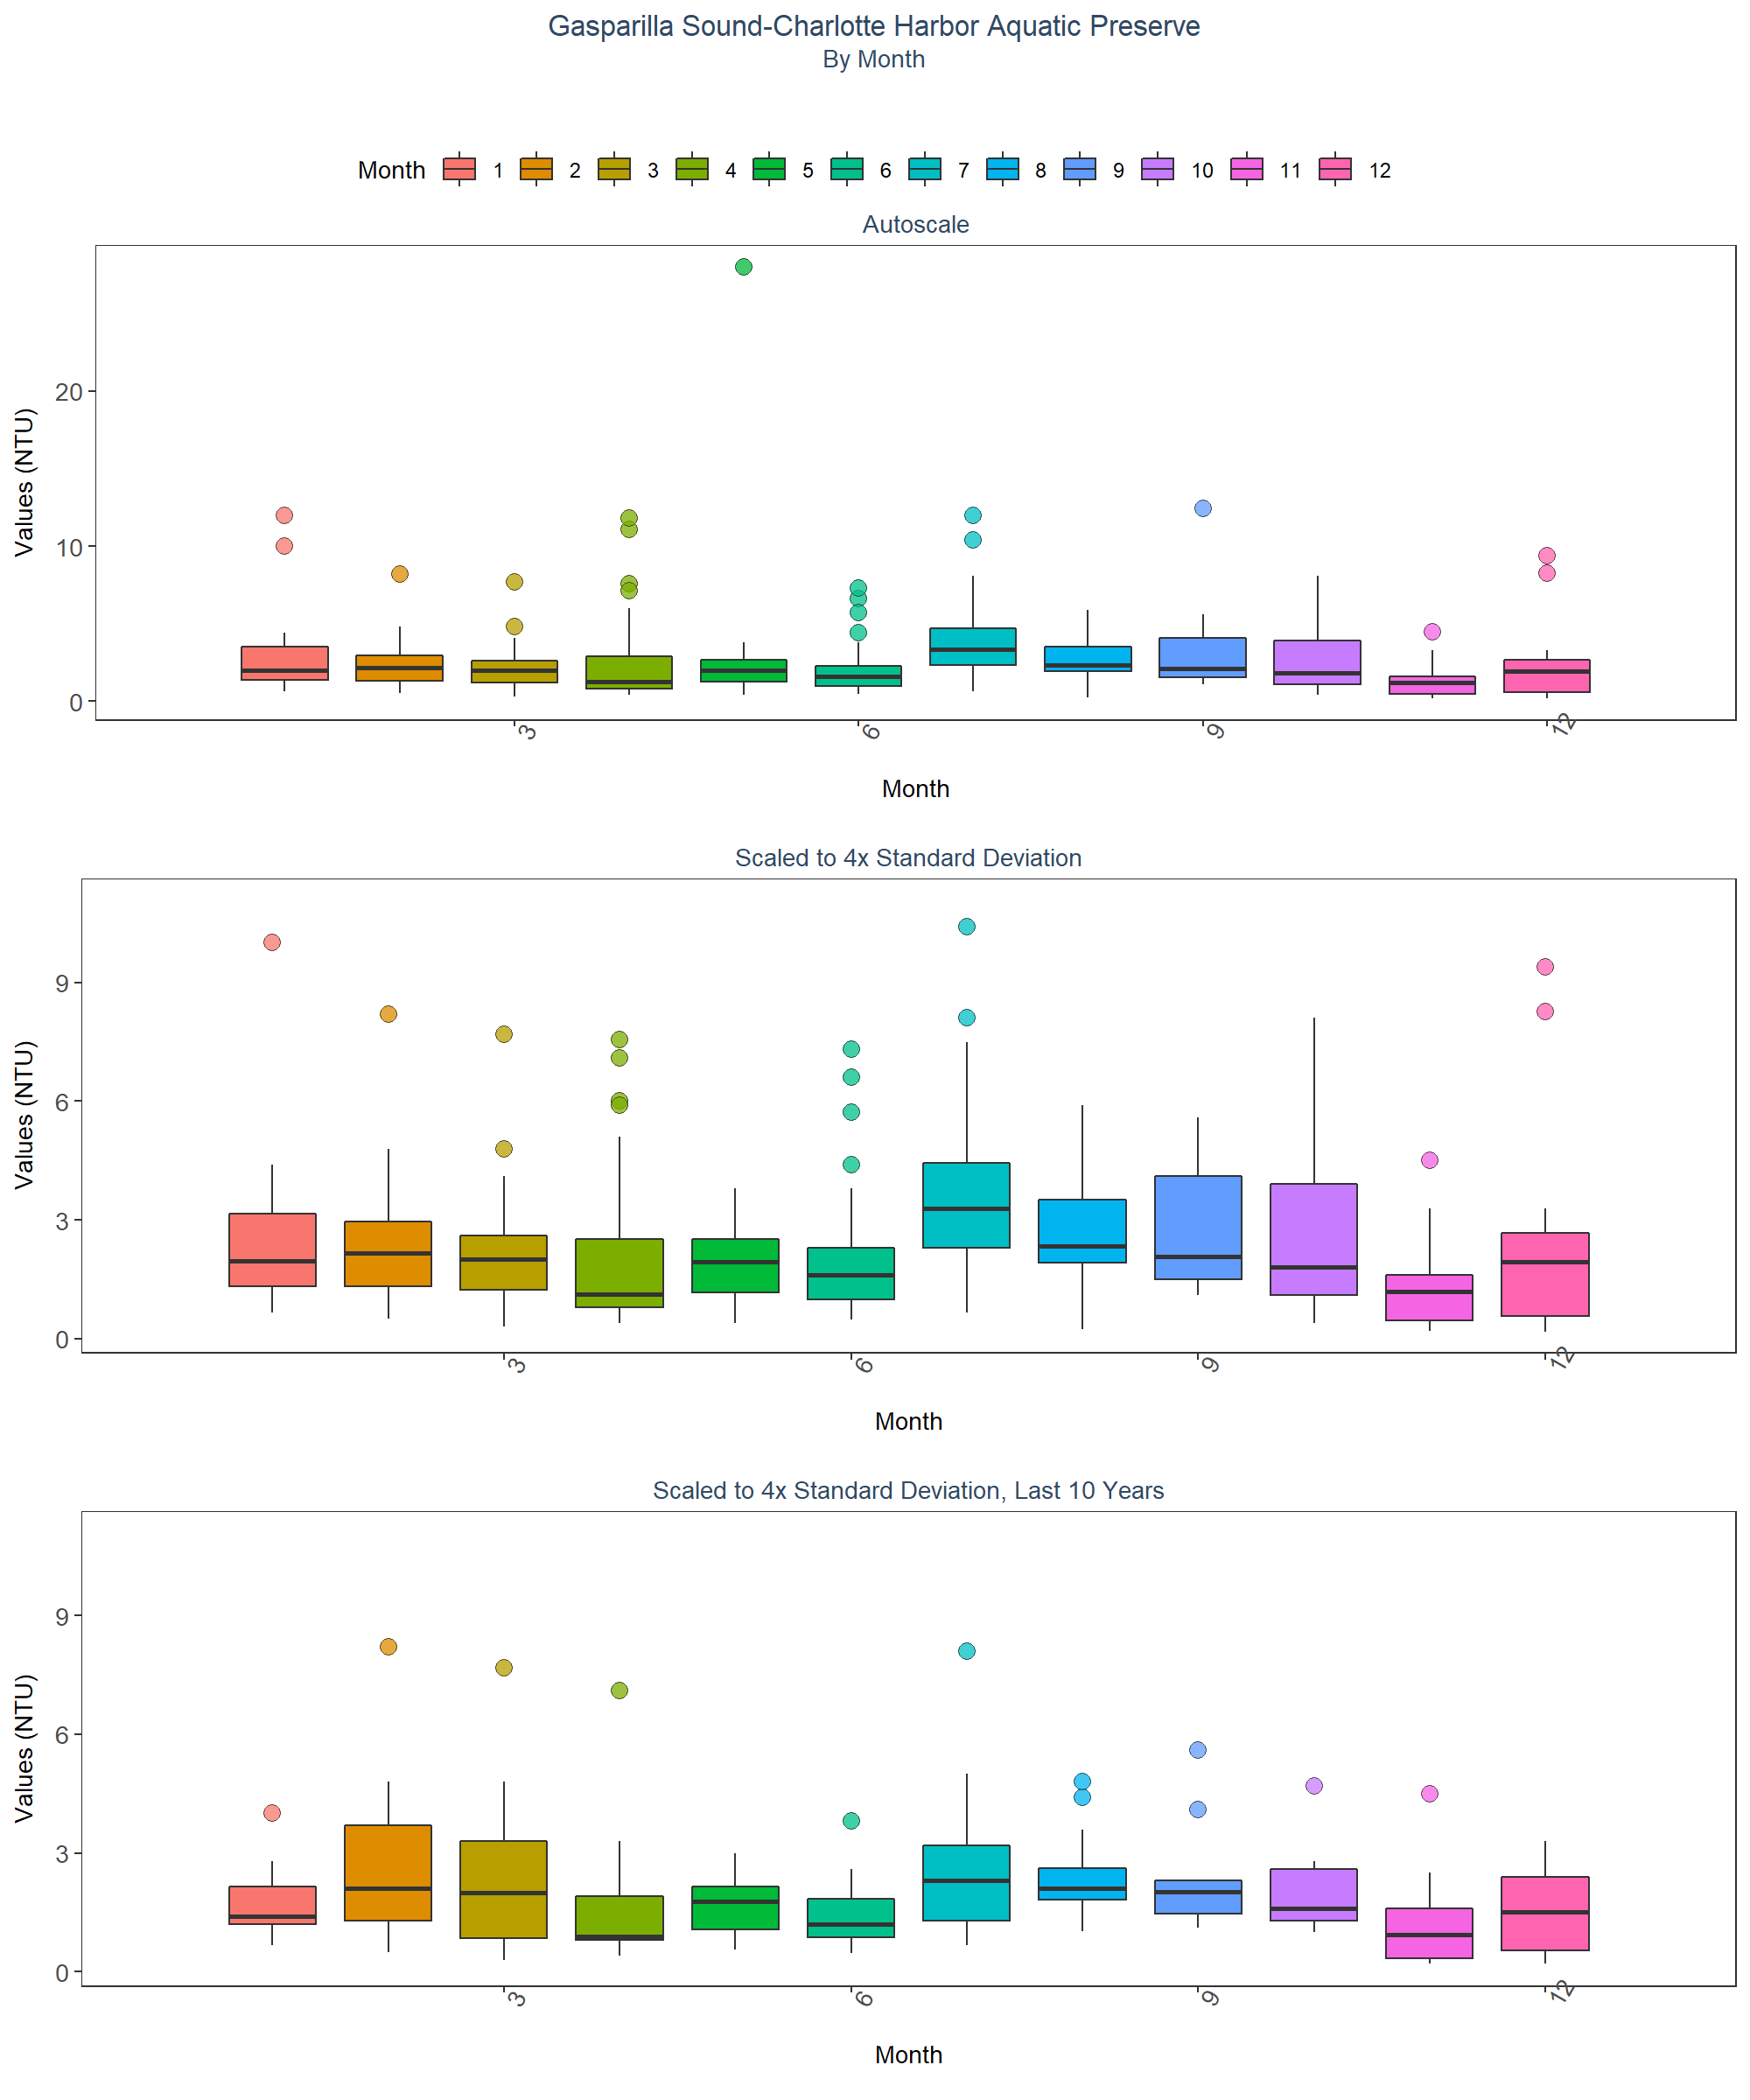 Gasparilla Sound-Charlotte Harbor Aquatic Preserve
By Month
Month 1 2 3 4 5 6 7 8 9 10 11 12
Autoscale
Values (NTU)
20
10
0
3 6 9 12
Month
Scaled to 4x Standard Deviation
Values (NTU)
9
6
3
0
3 6 9 12
Month
Scaled to 4x Standard Deviation, Last 10 Years
Values (NTU)
9
6
3
0
3 6 9 12
Month